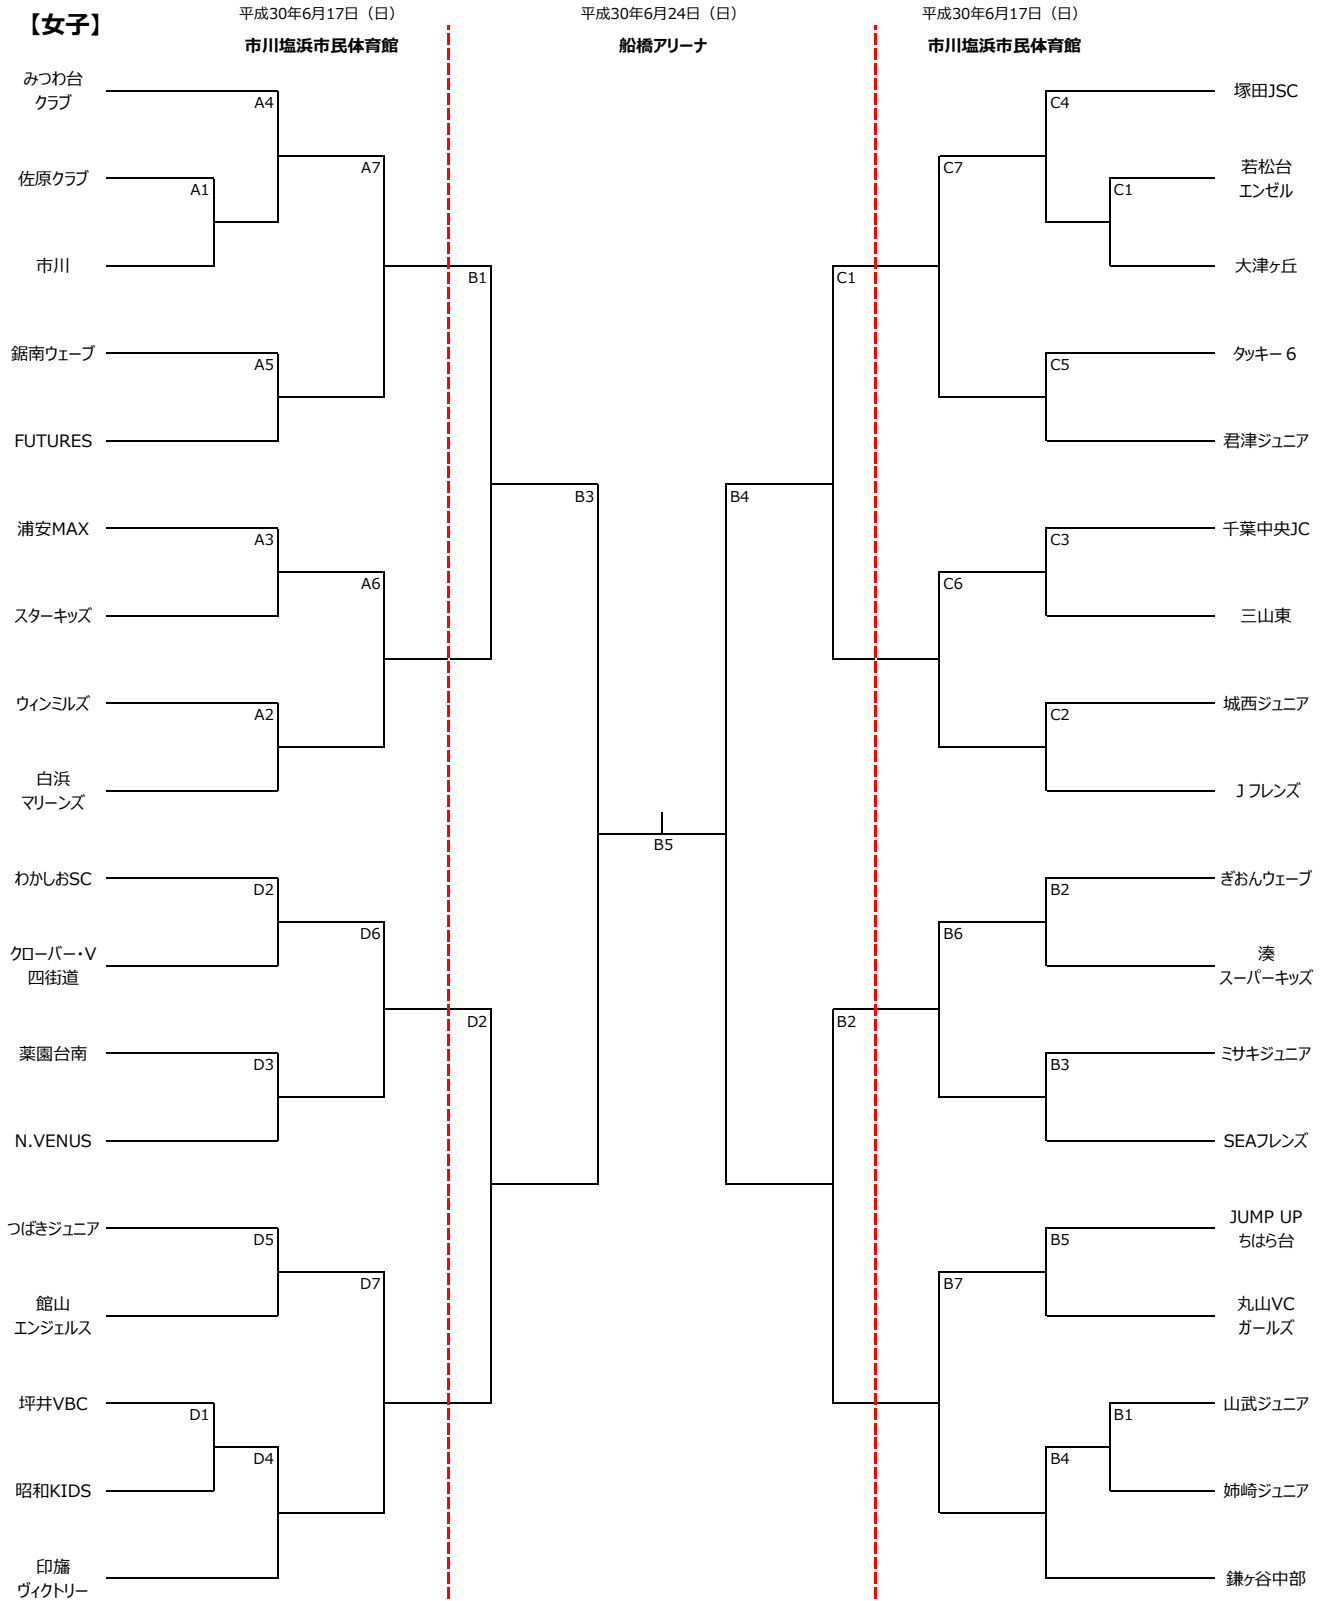 【女子】
平成30年6月17日（日）
市川塩浜市民体育館
平成30年6月24日（日）
船橋アリーナ
平成30年6月17日（日）
市川塩浜市民体育館
みつわ台
クラブ
A4
A7
佐原クラブ
A1
市川
B1
鋸南ウェーブ
A5
FUTURES
B3
浦安MAX
A3
A6
スターキッズ
ウィンミルズ
A2
白浜
マリーンズ
わかしおSC
D2
D6
クローバー・V
四街道
D2
薬園台南
D3
N.VENUS
つばきジュニア
D5
D7
館山
エンジェルス
坪井VBC
D1
D4
昭和KIDS
印旛
ヴィクトリー
B5
塚田JSC
C4
C7
若松台
エンゼル
C1
大津ヶ丘
C1
タッキー６
C5
君津ジュニア
B4
千葉中央JC
C3
C6
三山東
城西ジュニア
C2
Ｊフレンズ
ぎおんウェーブ
B2
B6
湊
スーパーキッズ
B2
ミサキジュニア
B3
SEAフレンズ
JUMP UP
ちはら台
B5
B7
丸山VC
ガールズ
山武ジュニア
B1
B4
姉崎ジュニア
鎌ヶ谷中部